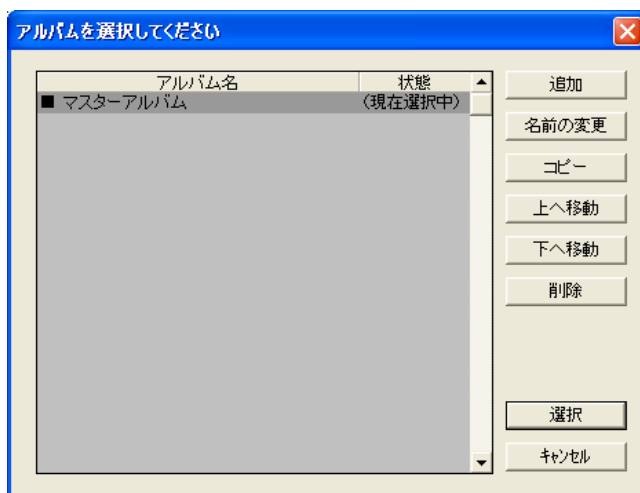 アルバムを選択してください
アルバム名 状態
■ マスターアルバム (現在選択中)
追加
名前の変更
コピー
上へ移動
下へ移動
削除
選択
キャンセル